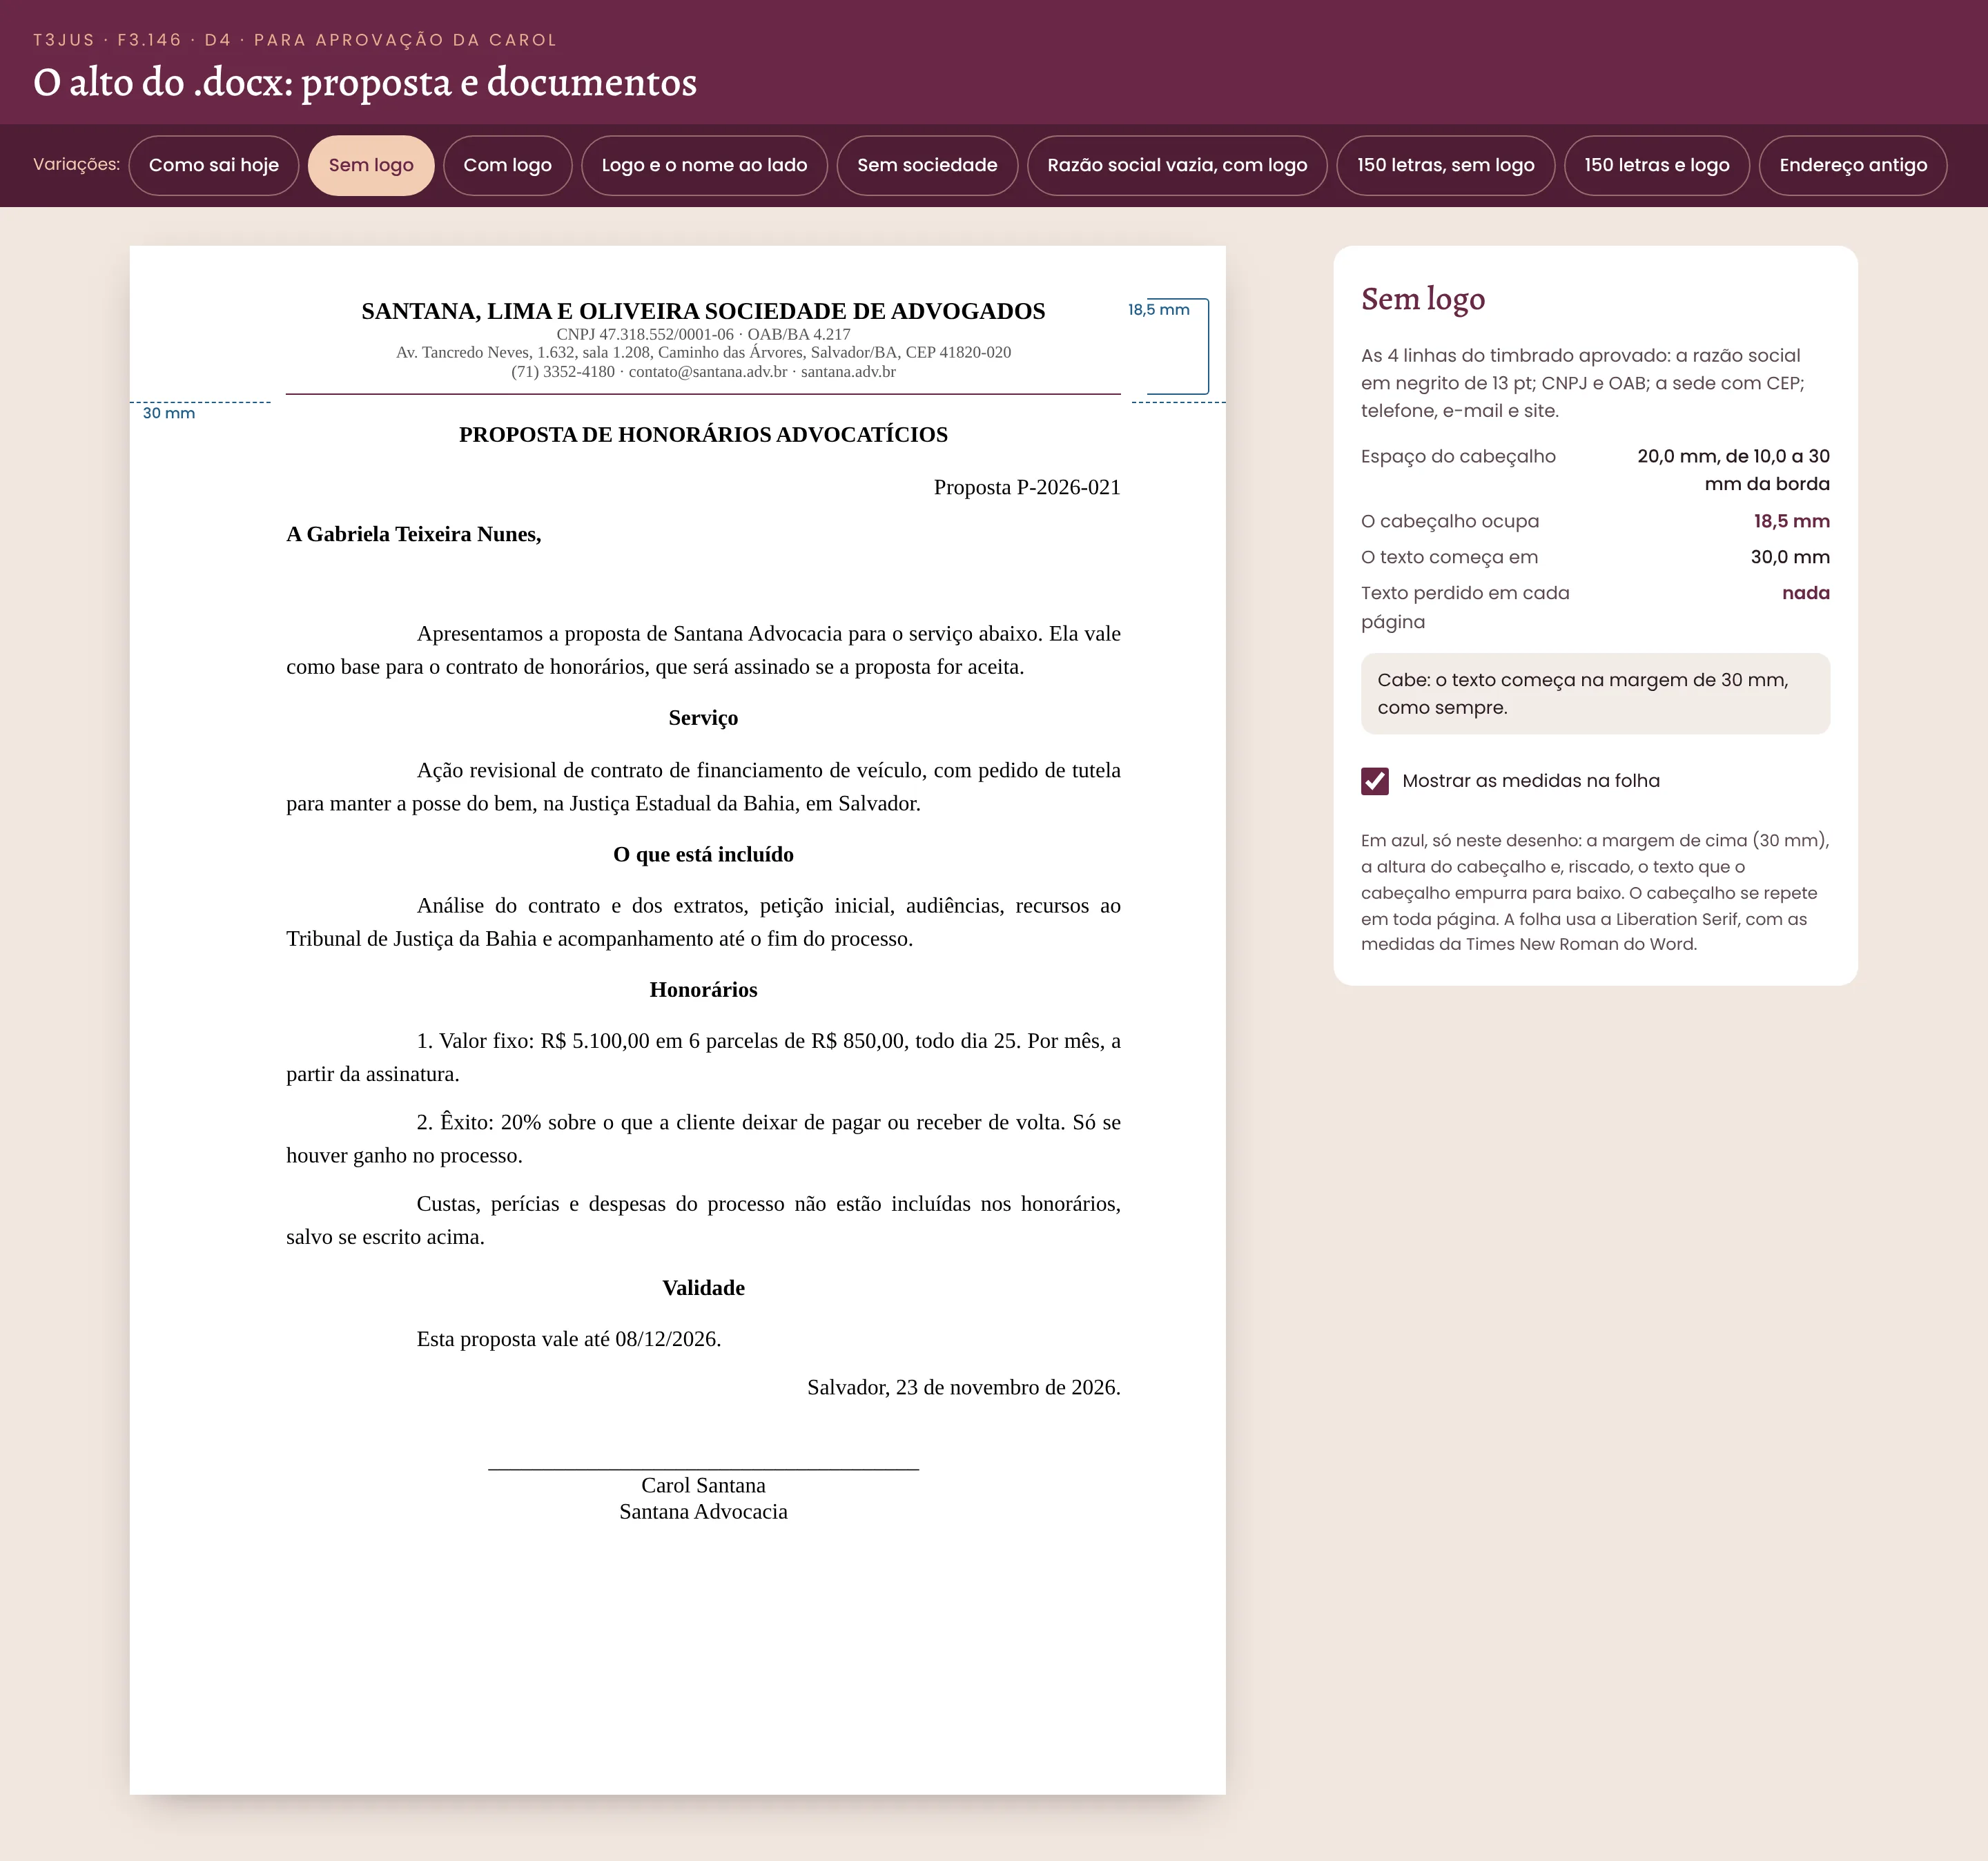 T3JUS · F3.146 · D4 · PARA APROVAÇÃO DA CAROL
O alto do .docx: proposta e documentos
Variações:
Como sai hoje
Sem logo
Com logo
Logo e o nome ao lado
Sem sociedade
Razão social vazia, com logo
150 letras, sem logo
150 letras e logo
Endereço antigo
SANTANA, LIMA E OLIVEIRA SOCIEDADE DE ADVOGADOS
CNPJ 47.318.552/0001-06 · OAB/BA 4.217
Av. Tancredo Neves, 1.632, sala 1.208, Caminho das Árvores, Salvador/BA, CEP 41820-020
(71) 3352-4180 · contato@santana.adv.br · santana.adv.br
18,5 mm
30 mm
PROPOSTA DE HONORÁRIOS ADVOCATÍCIOS
Proposta P-2026-021
A Gabriela Teixeira Nunes,
Apresentamos a proposta de Santana Advocacia para o serviço abaixo. Ela vale
como base para o contrato de honorários, que será assinado se a proposta for aceita.
Serviço
Ação revisional de contrato de financiamento de veículo, com pedido de tutela
para manter a posse do bem, na Justiça Estadual da Bahia, em Salvador.
O que está incluído
Análise do contrato e dos extratos, petição inicial, audiências, recursos ao
Tribunal de Justiça da Bahia e acompanhamento até o fim do processo.
Honorários
1. Valor fixo: R$ 5.100,00 em 6 parcelas de R$ 850,00, todo dia 25. Por mês, a
partir da assinatura.
2. Êxito: 20% sobre o que a cliente deixar de pagar ou receber de volta. Só se
houver ganho no processo.
Custas, perícias e despesas do processo não estão incluídas nos honorários,
salvo se escrito acima.
Validade
Esta proposta vale até 08/12/2026.
Salvador, 23 de novembro de 2026.
Carol Santana
Santana Advocacia
Sem logo
As 4 linhas do timbrado aprovado: a razão social
em negrito de 13 pt; CNPJ e OAB; a sede com CEP;
telefone, e-mail e site.
Espaço do cabeçalho
20,0 mm, de 10,0 a 30
mm da borda
O cabeçalho ocupa
18,5 mm
O texto começa em
30,0 mm
Texto perdido em cada
página
nada
Cabe: o texto começa na margem de 30 mm,
como sempre.
Mostrar as medidas na folha
Em azul, só neste desenho: a margem de cima (30 mm),
a altura do cabeçalho e, riscado, o texto que o
cabeçalho empurra para baixo. O cabeçalho se repete
em toda página. A folha usa a Liberation Serif, com as
medidas da Times New Roman do Word.